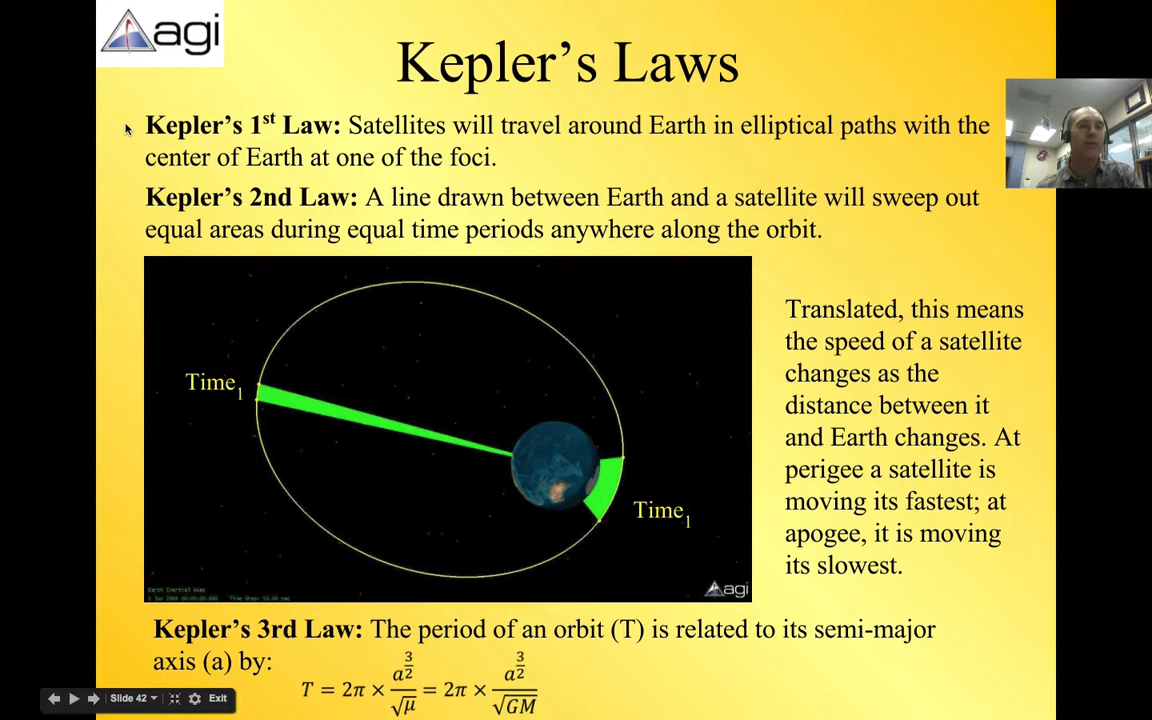 agi
Kepler’s Laws
Kepler’s 1st Law: Satellites will travel around Earth in elliptical paths with the
center of Earth at one of the foci.
Kepler’s 2nd Law: A line drawn between Earth and a satellite will sweep out
equal areas during equal time periods anywhere along the orbit.
Time1
Time1
agi
Translated, this means
the speed of a satellite
changes as the
distance between it
and Earth changes. At
perigee a satellite is
moving its fastest; at
apogee, it is moving
its slowest.
Kepler’s 3rd Law: The period of an orbit (T) is related to its semi-major
axis (a) by:
T = 2π × a^(3/2)/√μ = 2π × a^(3/2)/√GM
Slide 42 Exit